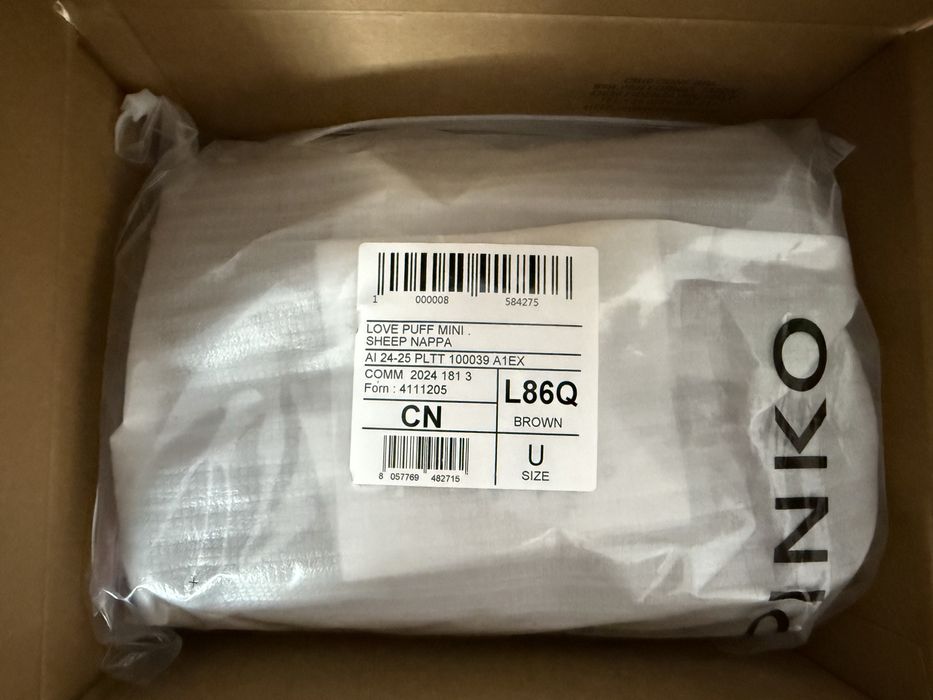 1 000008 584275
LOVE PUFF MINI .
SHEEP NAPPA
AI 24-25 PLTT 100039 A1EX
COMM 2024 181 3
Forn : 4111205
L86Q
BROWN
CN
U
SIZE
8 057769 482715
PINKO